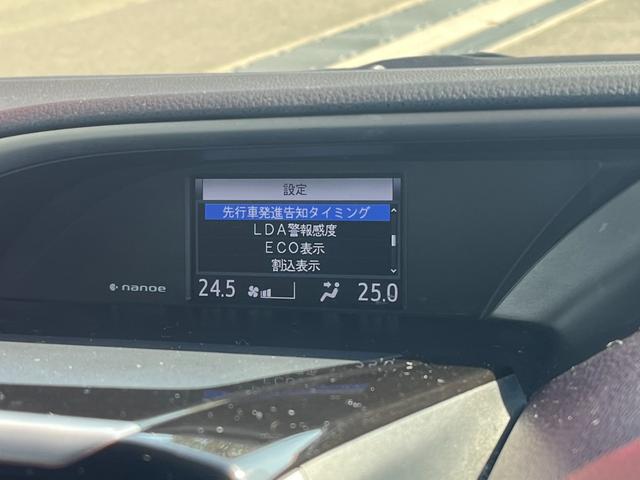 設定
先行車発進告知タイミング
LDA警報感度
ECO表示
割込表示
nanoe
24.5 25.0